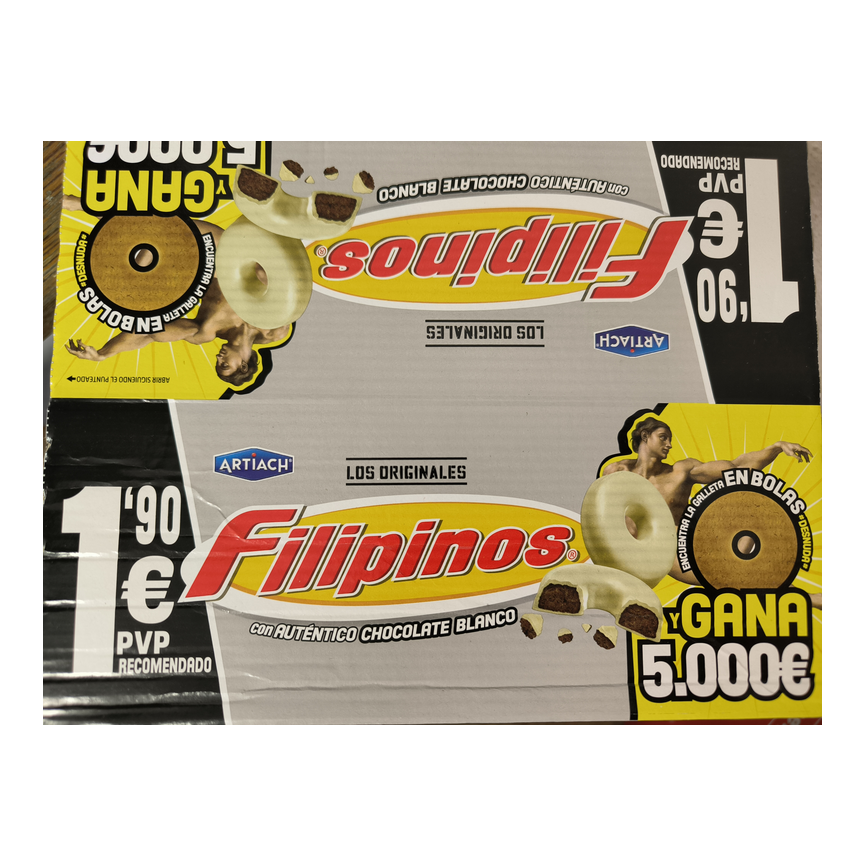 5.000€
Y GANA
ENCUENTRA LA GALLETA EN BOLAS
=DESNUDA=
ABRIR SIGUIENDO EL PUNTEADO
con AUTÉNTICO CHOCOLATE BLANCO
Filipinos®
LOS ORIGINALES
ARTIACH®
1'90
€
PVP
RECOMENDADO
ARTIACH®
LOS ORIGINALES
1'90
€
PVP
RECOMENDADO
Filipinos®
con AUTÉNTICO CHOCOLATE BLANCO
ENCUENTRA LA GALLETA EN BOLAS
=DESNUDA=
Y GANA
5.000€